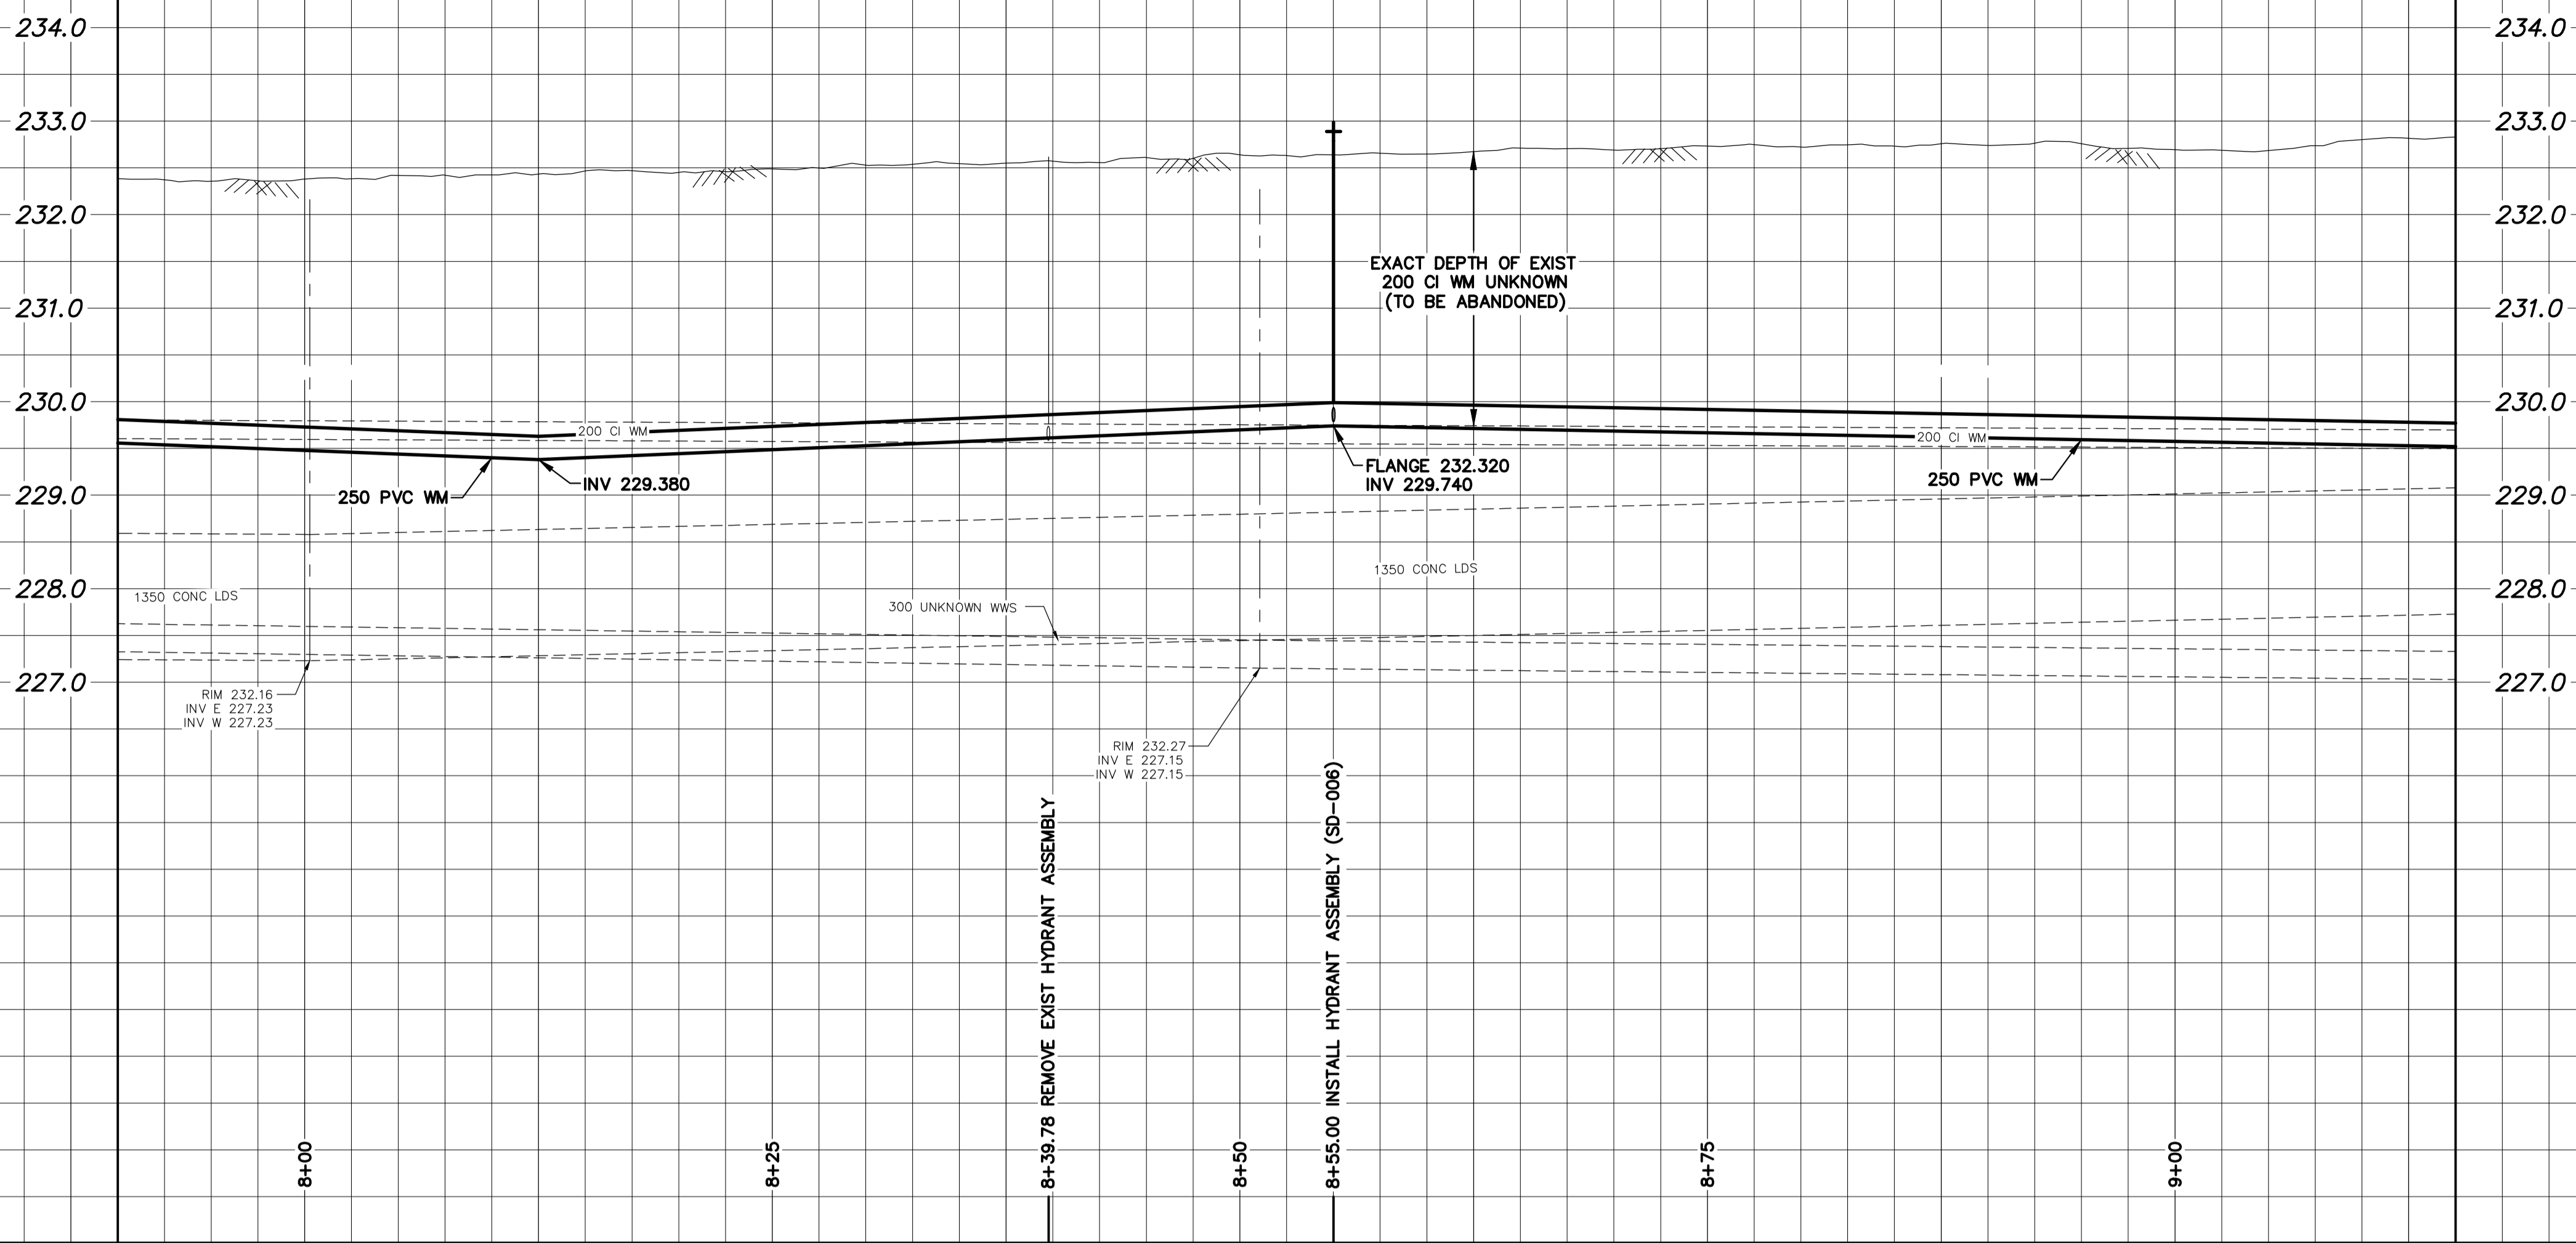 234.0
234.0
233.0
233.0
232.0
232.0
EXACT DEPTH OF EXIST
200 CI WM UNKNOWN
(TO BE ABANDONED)
231.0
231.0
230.0
230.0
200 CI WM
200 CI WM
FLANGE 232.320
INV 229.740
250 PVC WM
INV 229.380
250 PVC WM
229.0
229.0
228.0
228.0
1350 CONC LDS
1350 CONC LDS
300 UNKNOWN WWS
227.0
227.0
RIM 232.16
INV E 227.23
INV W 227.23
RIM 232.27
INV E 227.15
INV W 227.15
8+00
8+25
8+39.78 REMOVE EXIST HYDRANT ASSEMBLY
8+50
8+55.00 INSTALL HYDRANT ASSEMBLY (SD-006)
8+75
9+00